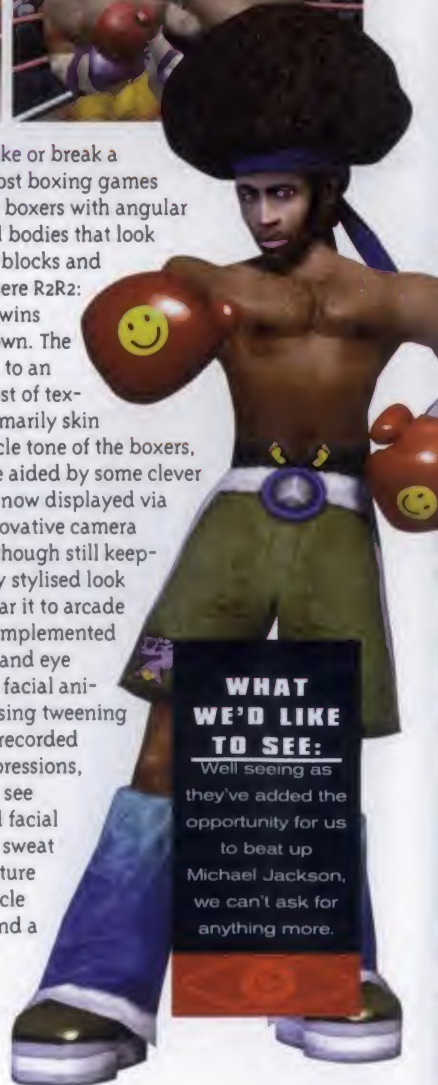 ke or break a
ost boxing games
boxers with angular
d bodies that look
blocks and
ere R2R2:
wins
own. The
to an
st of tex-
marily skin
cle tone of the boxers,
e aided by some clever
now displayed via
ovative camera
though still keep-
y stylised look
ar it to arcade
mplemented
and eye
facial ani-
sing tweening
recorded
pressions,
see
d facial
sweat
ture
cle
nd a
WHAT
WE'D LIKE
TO SEE:
Well seeing as
they've added the
opportunity for us
to beat up
Michael Jackson,
we can't ask for
anything more.